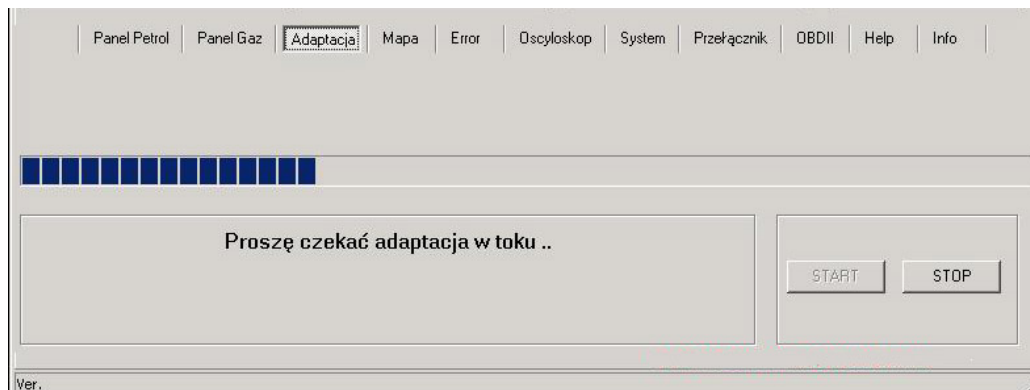 Panel Petrol Panel Gaz Adaptacja Mapa Error Oscyloskop System Przełącznik OBDII Help Info
Proszę czekać adaptacja w toku ..
START STOP
Ver.